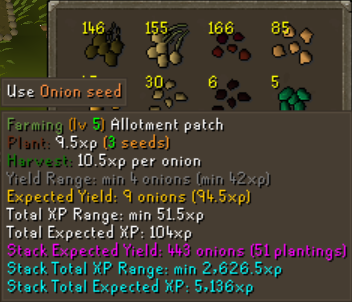 146 155 166 85
30 6 5
Use Onion seed
Farming (lv 5) Allotment patch
Plant: 9.5xp (3 seeds)
Harvest: 10.5xp per onion
Yield Range: min 4 onions (min 42xp)
Expected Yield: 9 onions (94.5xp)
Total XP Range: min 51.5xp
Total Expected XP: 104xp
Stack Expected Yield: 443 onions (51 plantings)
Stack Total XP Range: min 2,626.5xp
Stack Total Expected XP: 5,136xp